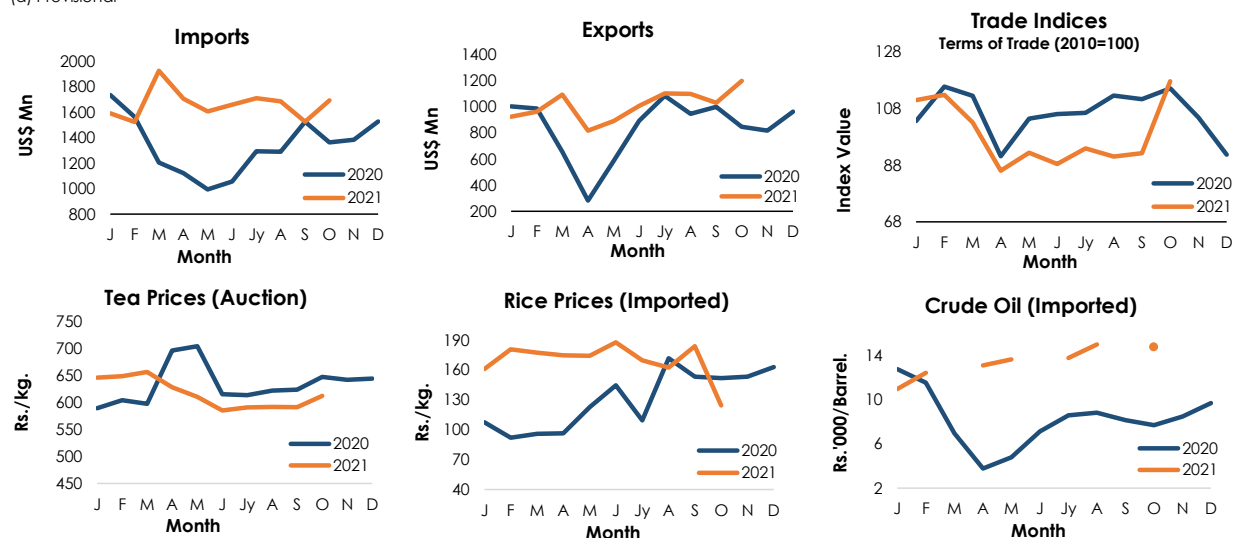 Imports
US$ Mn
2000
1800
1600
1400
1200
1000
800
2020
2021
J F M A M J Jy A S O N D
Month
Exports
US$ Mn
1400
1200
1000
800
600
400
200
2020
2021
J F M A M J Jy A S O N D
Month
Trade Indices
Terms of Trade (2010=100)
Index Value
128
108
88
68
2020
2021
J F M A M J Jy A S O N D
Month
Tea Prices (Auction)
Rs./kg.
750
700
650
600
550
500
450
2020
2021
J F M A M J Jy A S O N D
Month
Rice Prices (Imported)
Rs./kg.
190
160
130
100
70
40
2020
2021
J F M A M J Jy A S O N D
Month
Crude Oil (Imported)
Rs.'000/Barrel.
14
10
6
2
2020
2021
J F M A M J Jy A S O N D
Month